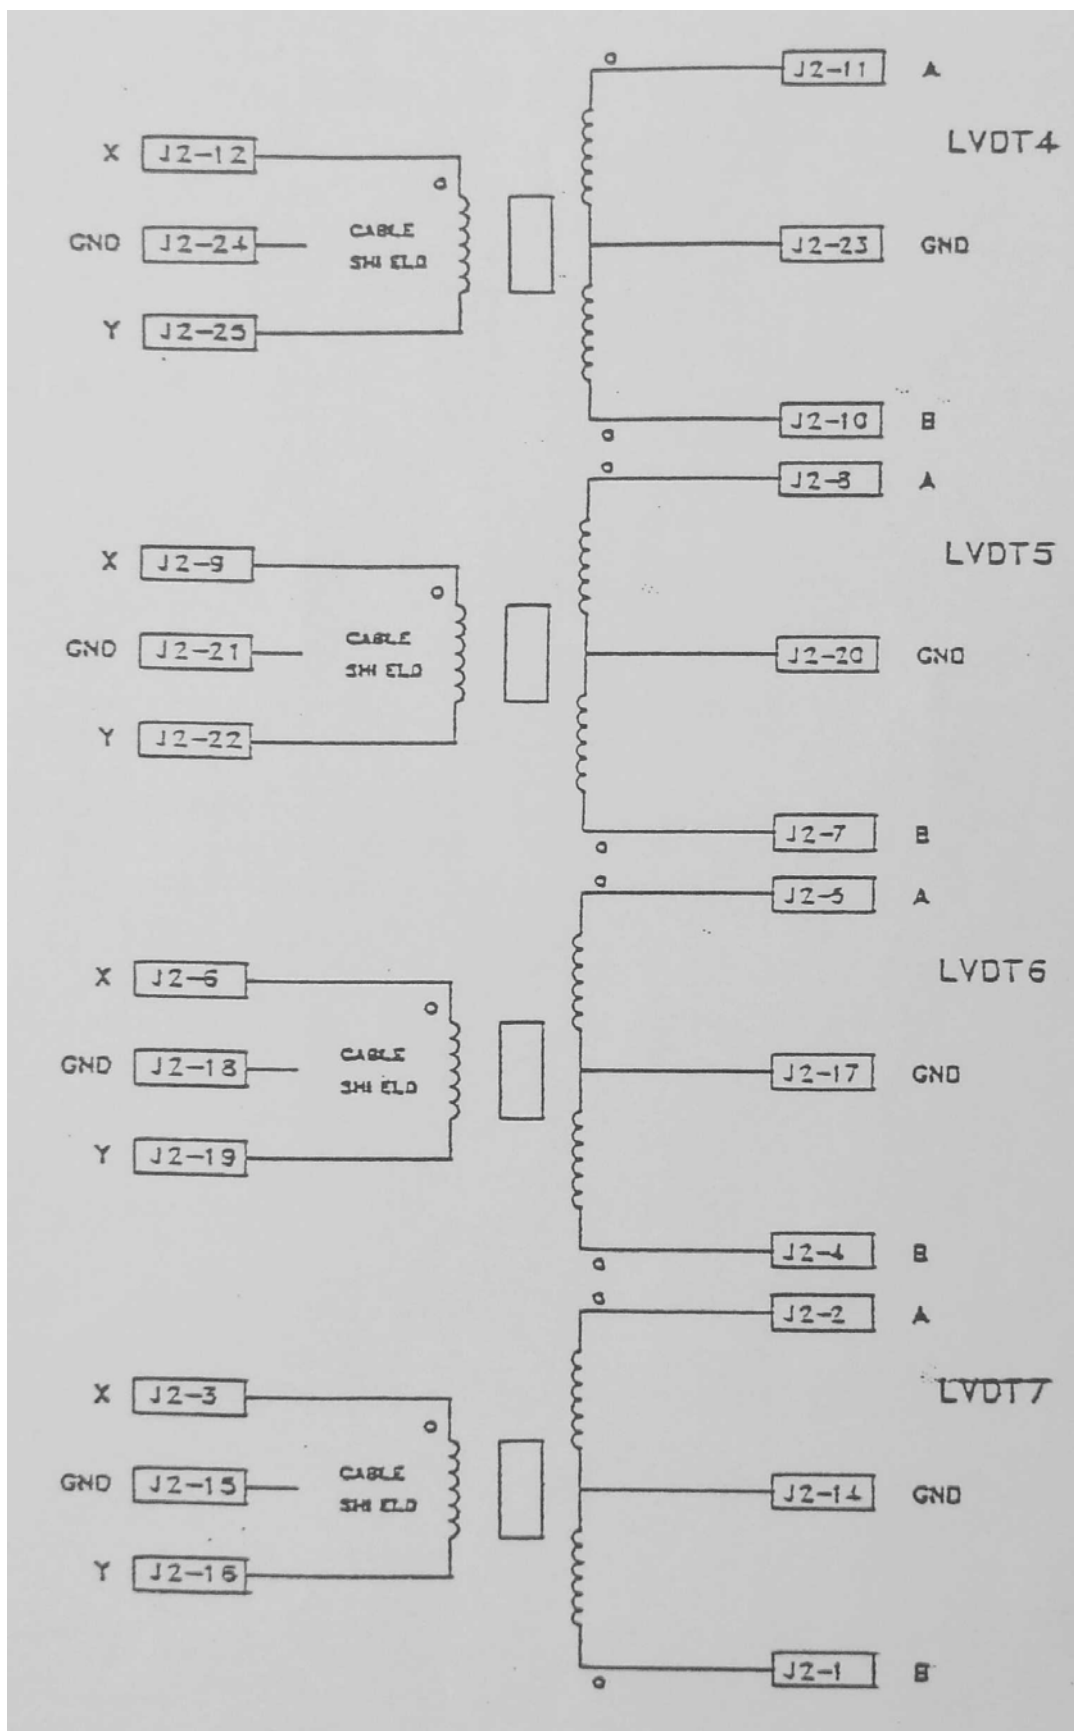 J2-11 A
LVDT4
X J2-12
GND J2-24 CABLE
SHIELD
J2-23 GND
Y J2-25
J2-10 B
J2-8 A
LVDT5
X J2-9
GND J2-21 CABLE
SHIELD
J2-20 GND
Y J2-22
J2-7 B
J2-5 A
LVDT6
X J2-6
GND J2-18 CABLE
SHIELD
J2-17 GND
Y J2-19
J2-4 B
J2-2 A
LVDT7
X J2-3
GND J2-15 CABLE
SHIELD
J2-14 GND
Y J2-16
J2-1 B